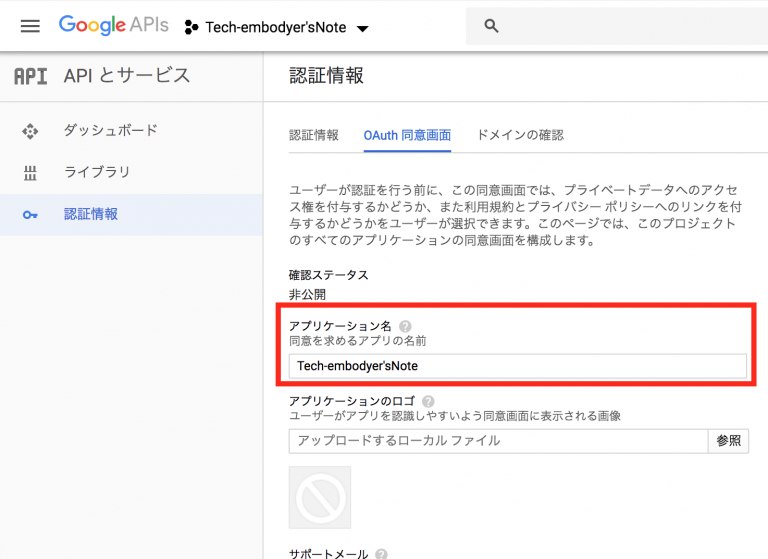 Google APIs
Tech-embodyer'sNote
API APIとサービス
ダッシュボード
ライブラリ
認証情報
認証情報
認証情報 OAuth 同意画面 ドメインの確認
ユーザーが認証を行う前に、この同意画面では、プライベートデータへのアクセ
ス権を付与するかどうか、また利用規約とプライバシー ポリシーへのリンクを付
与するかどうかをユーザーが選択できます。このページでは、このプロジェクト
のすべてのアプリケーションの同意画面を構成します。
確認ステータス
非公開
アプリケーション名 ?
同意を求めるアプリの名前
Tech-embodyer'sNote
アプリケーションのロゴ ?
ユーザーがアプリを認識しやすいよう同意画面に表示される画像
アップロードするローカル ファイル 参照
サポートメール ?